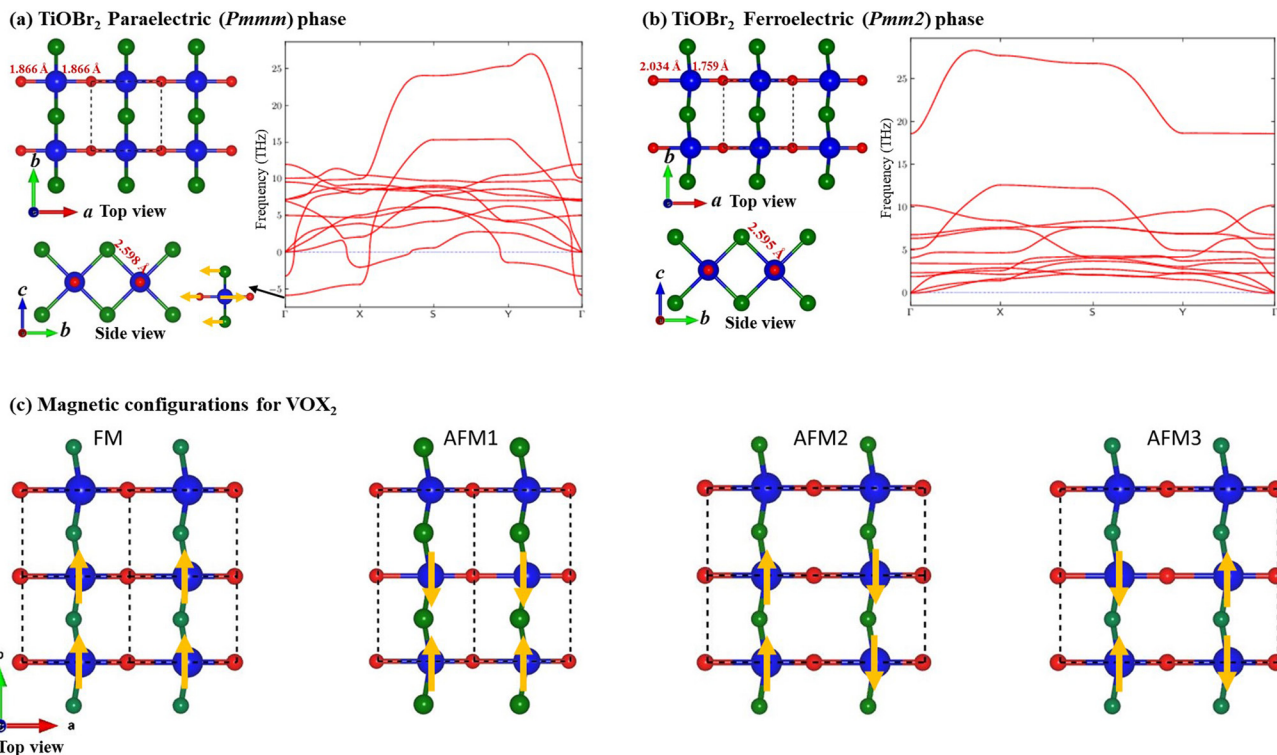 (a) TiOBr2 Paraelectric (Pmmm) phase
1.866 Å 1.866 Å
b
a Top view
2.598 Å
c
b
Side view
Frequency (THz)
25
20
15
10
5
0
-5
Γ X S Y Γ
(b) TiOBr2 Ferroelectric (Pmm2) phase
2.034 Å 1.759 Å
b
a Top view
2.595 Å
c
b
Side view
Frequency (THz)
25
20
15
10
5
0
Γ X S Y Γ
(c) Magnetic configurations for VOX2
FM AFM1 AFM2 AFM3
a
Top view